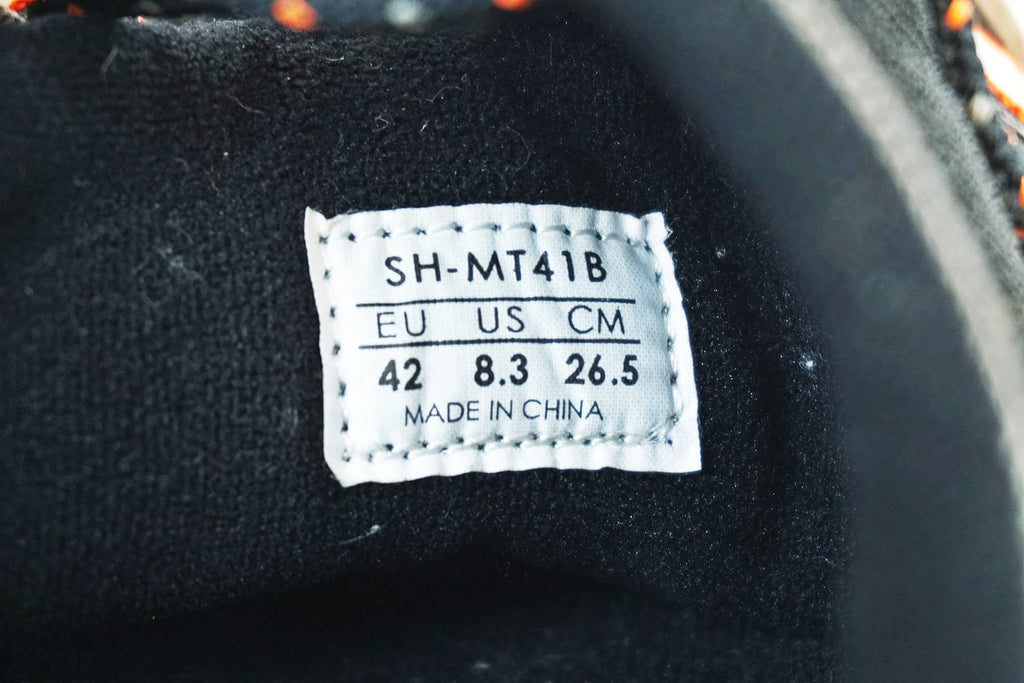 SH-MT41B
EU US CM
42 8.3 26.5
MADE IN CHINA